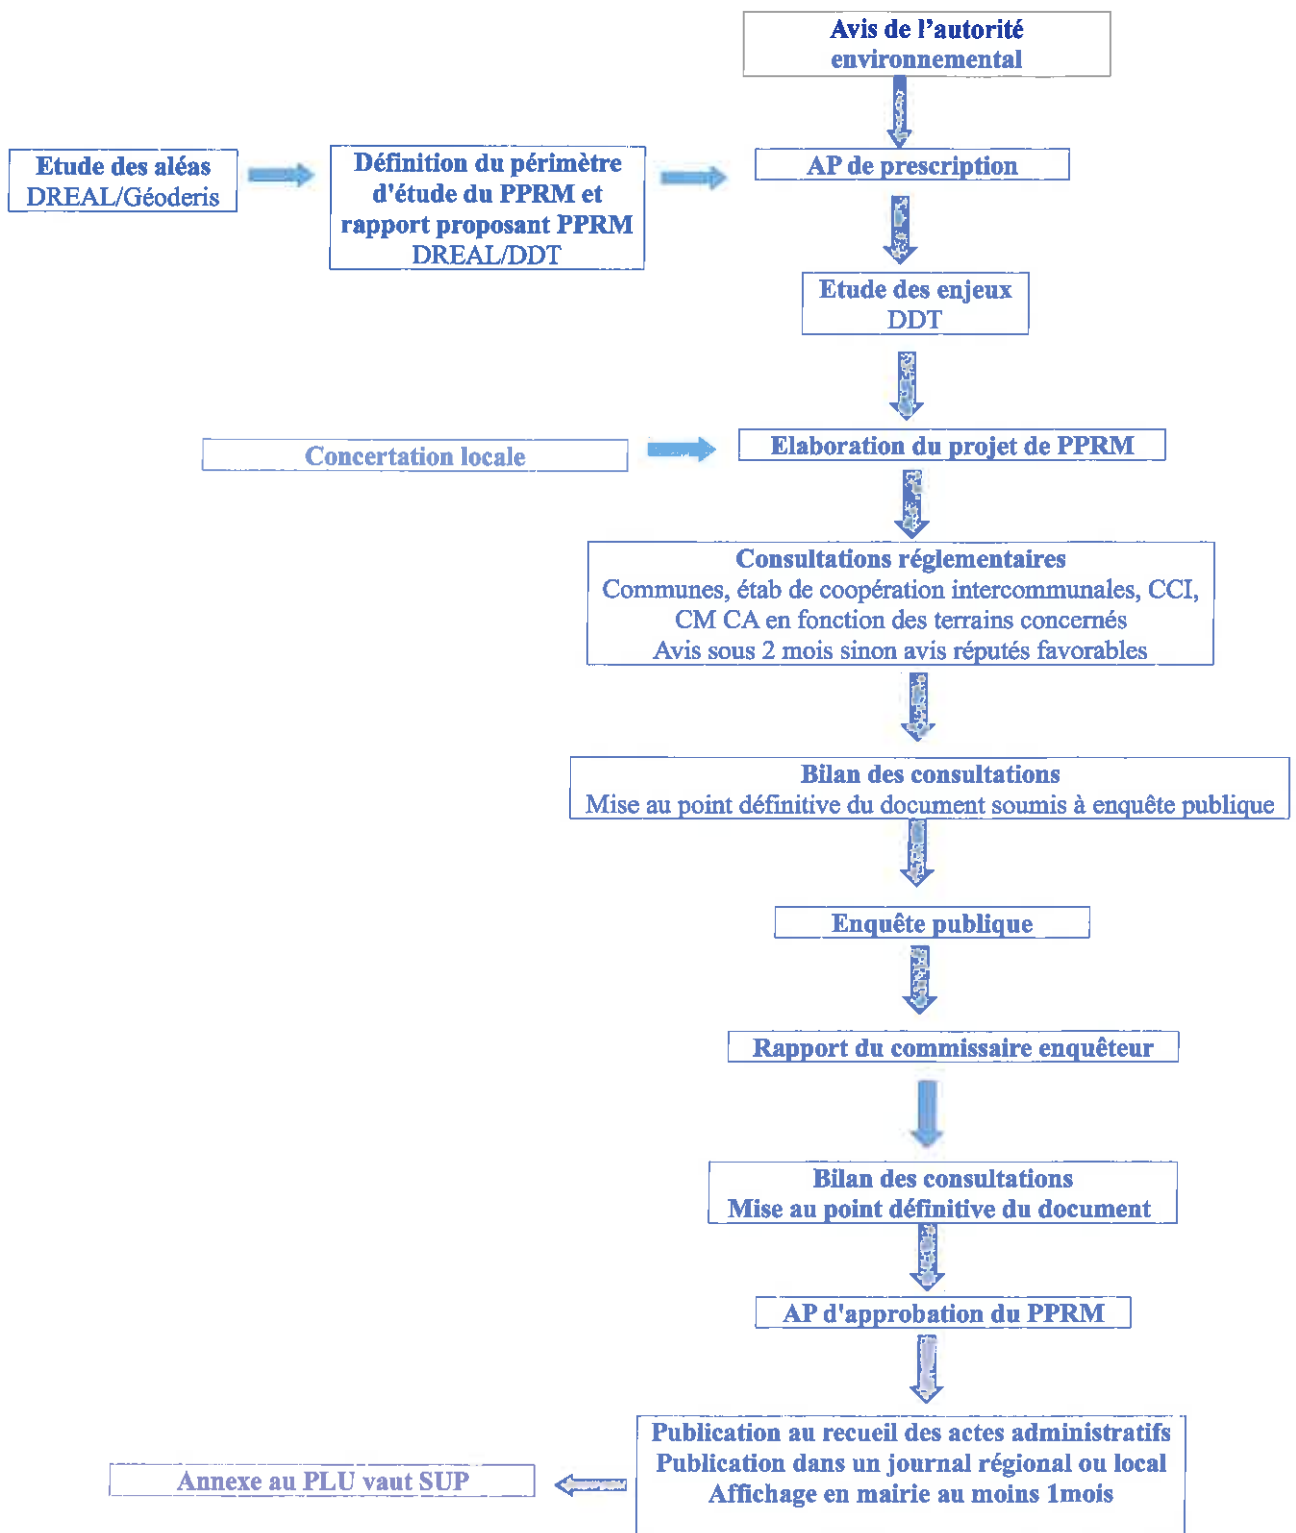 Avis de l'autorité
environnemental
Etude des aléas
DREAL/Géoderis
Définition du périmètre
d'étude du PPRM et
rapport proposant PPRM
DREAL/DDT
AP de prescription
Etude des enjeux
DDT
Concertation locale
Elaboration du projet de PPRM
Consultations réglementaires
Communes, étab de coopération intercommunales, CCI,
CM CA en fonction des terrains concernés
Avis sous 2 mois sinon avis réputés favorables
Bilan des consultations
Mise au point définitive du document soumis à enquête publique
Enquête publique
Rapport du commissaire enquêteur
Bilan des consultations
Mise au point définitive du document
AP d'approbation du PPRM
Publication au recueil des actes administratifs
Publication dans un journal régional ou local
Affichage en mairie au moins 1mois
Annexe au PLU vaut SUP